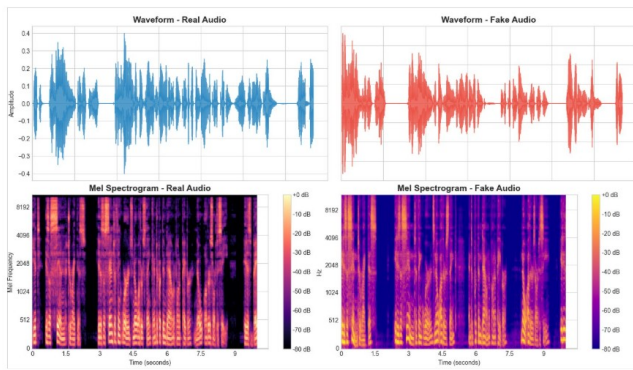 Waveform - Real Audio
Waveform - Fake Audio
0.4
0.3
0.2
0.1
0.0
-0.1
-0.2
-0.3
-0.4
Amplitude
Mel Spectrogram - Real Audio
Mel Spectrogram - Fake Audio
8192
4096
2048
1024
512
0
Mel Frequency
0
1.5
3
4.5
6
7.5
9
Time (seconds)
+0 dB
-10 dB
-20 dB
-30 dB
-40 dB
-50 dB
-60 dB
-70 dB
-80 dB
8192
4096
2048
1024
512
0
Hz
0
1.5
3
4.5
6
7.5
9
Time (seconds)
+0 dB
-10 dB
-20 dB
-30 dB
-40 dB
-50 dB
-60 dB
-70 dB
-80 dB